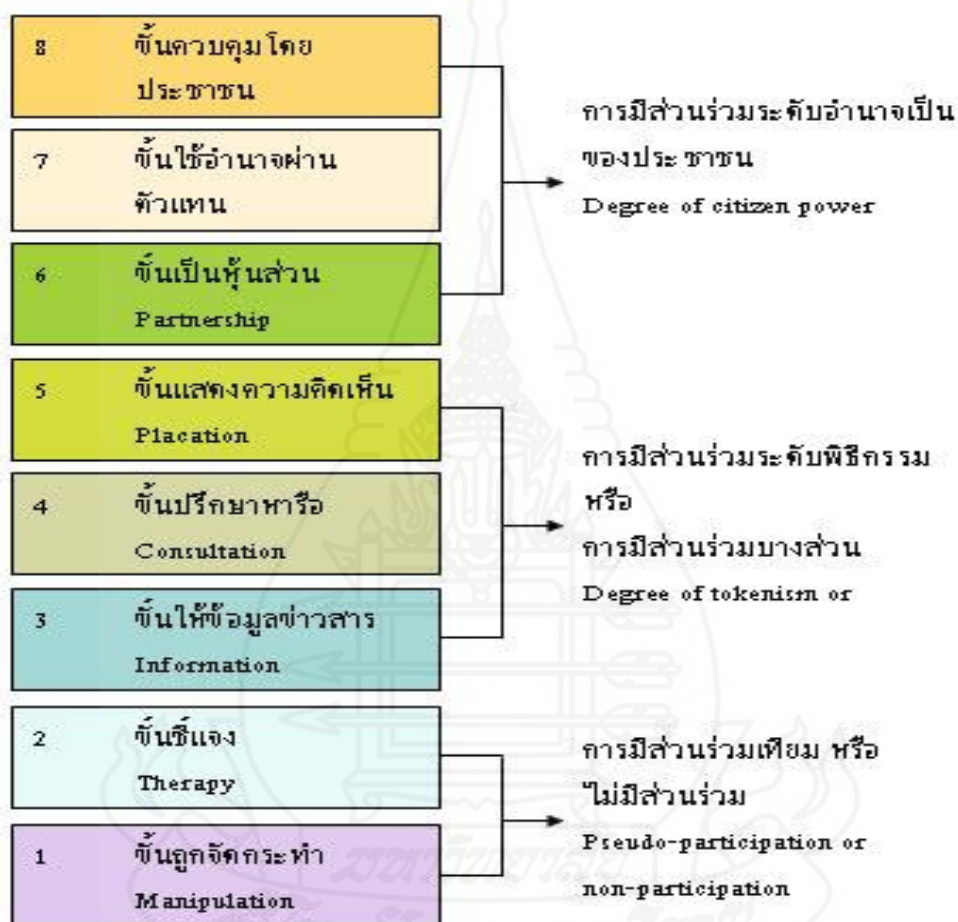 8 ขั้นควบคุมโดย
ประชาชน
7 ขั้นใช้อำนาจผ่าน
ตัวแทน
6 ขั้นเป็นหุ้นส่วน
Partnership
5 ขั้นแสดงความคิดเห็น
Placation
4 ขั้นปรึกษาหารือ
Consultation
3 ขั้นให้ข้อมูลข่าวสาร
Information
2 ขั้นชี้แจง
Therapy
1 ขั้นถูกจัดกระทำ
Manipulation
การมีส่วนร่วมระดับอำนาจเป็น
ของประชาชน
Degree of citizen power
การมีส่วนร่วมระดับพิธีกรรม
หรือ
การมีส่วนร่วมบางส่วน
Degree of tokenism or
การมีส่วนร่วมเทียม หรือ
ไม่มีส่วนร่วม
Pseudo-participation or
non-participation